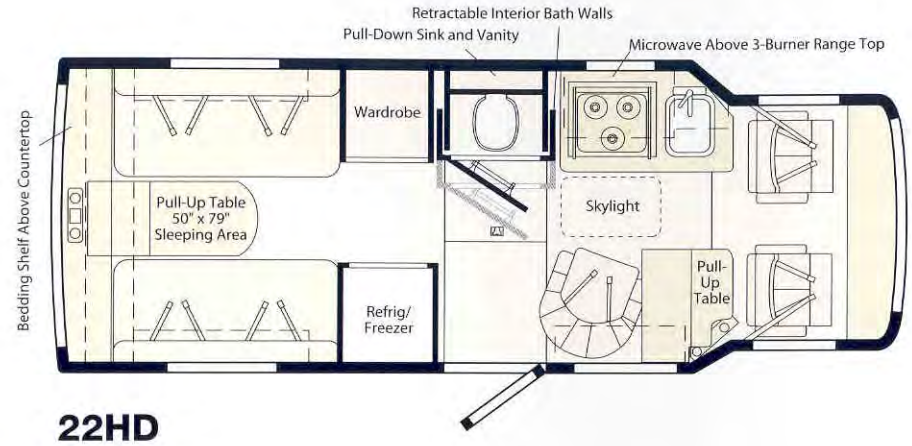 Retractable Interior Bath Walls
Pull-Down Sink and Vanity
Microwave Above 3-Burner Range Top
Bedding Shelf Above Countertop
Wardrobe
Pull-Up Table
50" x 79"
Sleeping Area
Skylight
Refrig/
Freezer
Pull-
Up
Table
22HD